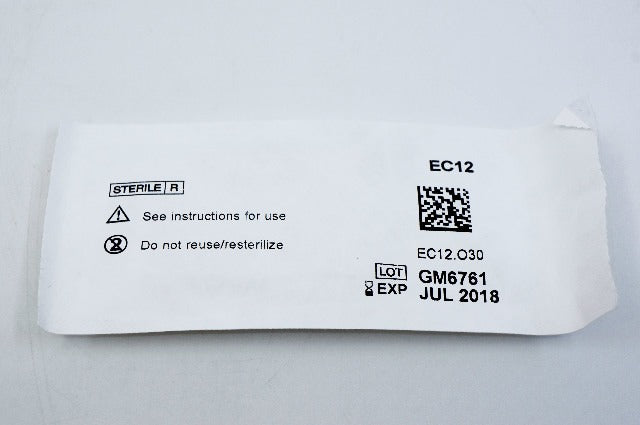 STERILE R
See instructions for use
Do not reuse/resterilize
EC12
EC12.O30
LOT GM6761
EXP JUL 2018